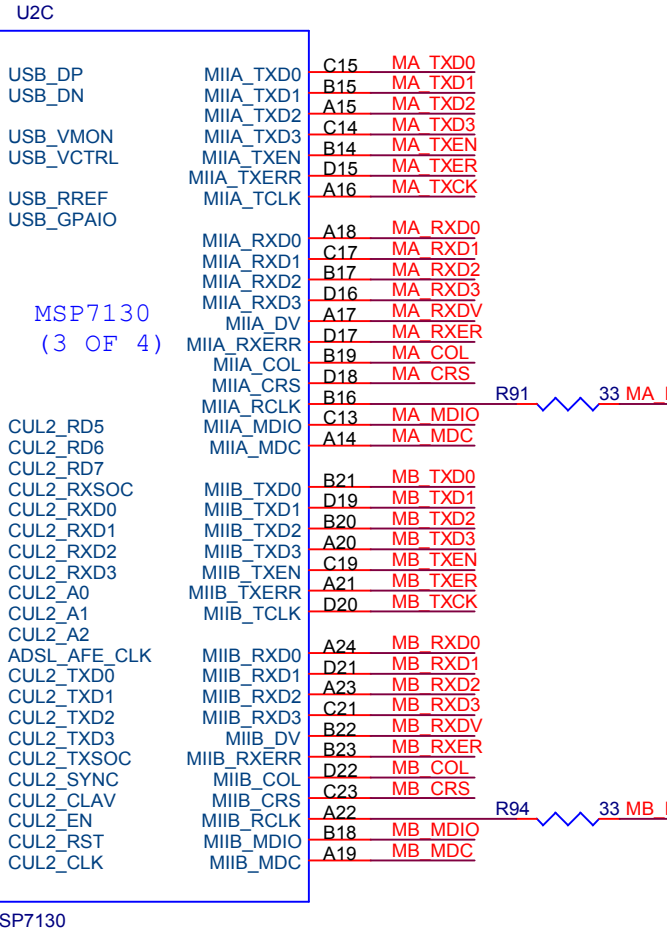 U2C
USB_DP MIIA_TXD0 C15 MA_TXD0
USB_DN MIIA_TXD1 B15 MA_TXD1
MIIA_TXD2 A15 MA_TXD2
USB_VMON MIIA_TXD3 C14 MA_TXD3
USB_VCTRL MIIA_TXEN B14 MA_TXEN
MIIA_TXERR D15 MA_TXER
USB_RREF MIIA_TCLK A16 MA_TXCK
USB_GPAIO
MIIA_RXD0 A18 MA_RXD0
MIIA_RXD1 C17 MA_RXD1
MIIA_RXD2 B17 MA_RXD2
MIIA_RXD3 D16 MA_RXD3
MSP7130 MIIA_DV A17 MA_RXDV
(3 OF 4) MIIA_RXERR D17 MA_RXER
MIIA_COL B19 MA_COL
MIIA_CRS D18 MA_CRS
MIIA_RCLK B16 R91 33 MA_
CUL2_RD5 MIIA_MDIO C13 MA_MDIO
CUL2_RD6 MIIA_MDC A14 MA_MDC
CUL2_RD7
CUL2_RXSOC MIIB_TXD0 B21 MB_TXD0
CUL2_RXD0 MIIB_TXD1 D19 MB_TXD1
CUL2_RXD1 MIIB_TXD2 B20 MB_TXD2
CUL2_RXD2 MIIB_TXD3 A20 MB_TXD3
CUL2_RXD3 MIIB_TXEN C19 MB_TXEN
CUL2_A0 MIIB_TXERR A21 MB_TXER
CUL2_A1 MIIB_TCLK D20 MB_TXCK
CUL2_A2
ADSL_AFE_CLK MIIB_RXD0 A24 MB_RXD0
CUL2_TXD0 MIIB_RXD1 D21 MB_RXD1
CUL2_TXD1 MIIB_RXD2 A23 MB_RXD2
CUL2_TXD2 MIIB_RXD3 C21 MB_RXD3
CUL2_TXD3 MIIB_DV B22 MB_RXDV
CUL2_TXSOC MIIB_RXERR B23 MB_RXER
CUL2_SYNC MIIB_COL D22 MB_COL
CUL2_CLAV MIIB_CRS C23 MB_CRS
CUL2_EN MIIB_RCLK A22 R94 33 MB_
CUL2_RST MIIB_MDIO B18 MB_MDIO
CUL2_CLK MIIB_MDC A19 MB_MDC
SP7130